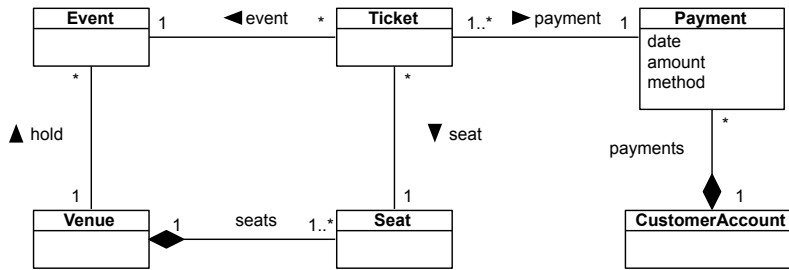 Event
1
◄ event
*
Ticket
1..*
► payment
1
Payment
date
amount
method
*
▲ hold
1
*
▼ seat
1
*
payments
1
Venue
1
seats
1..*
Seat
CustomerAccount